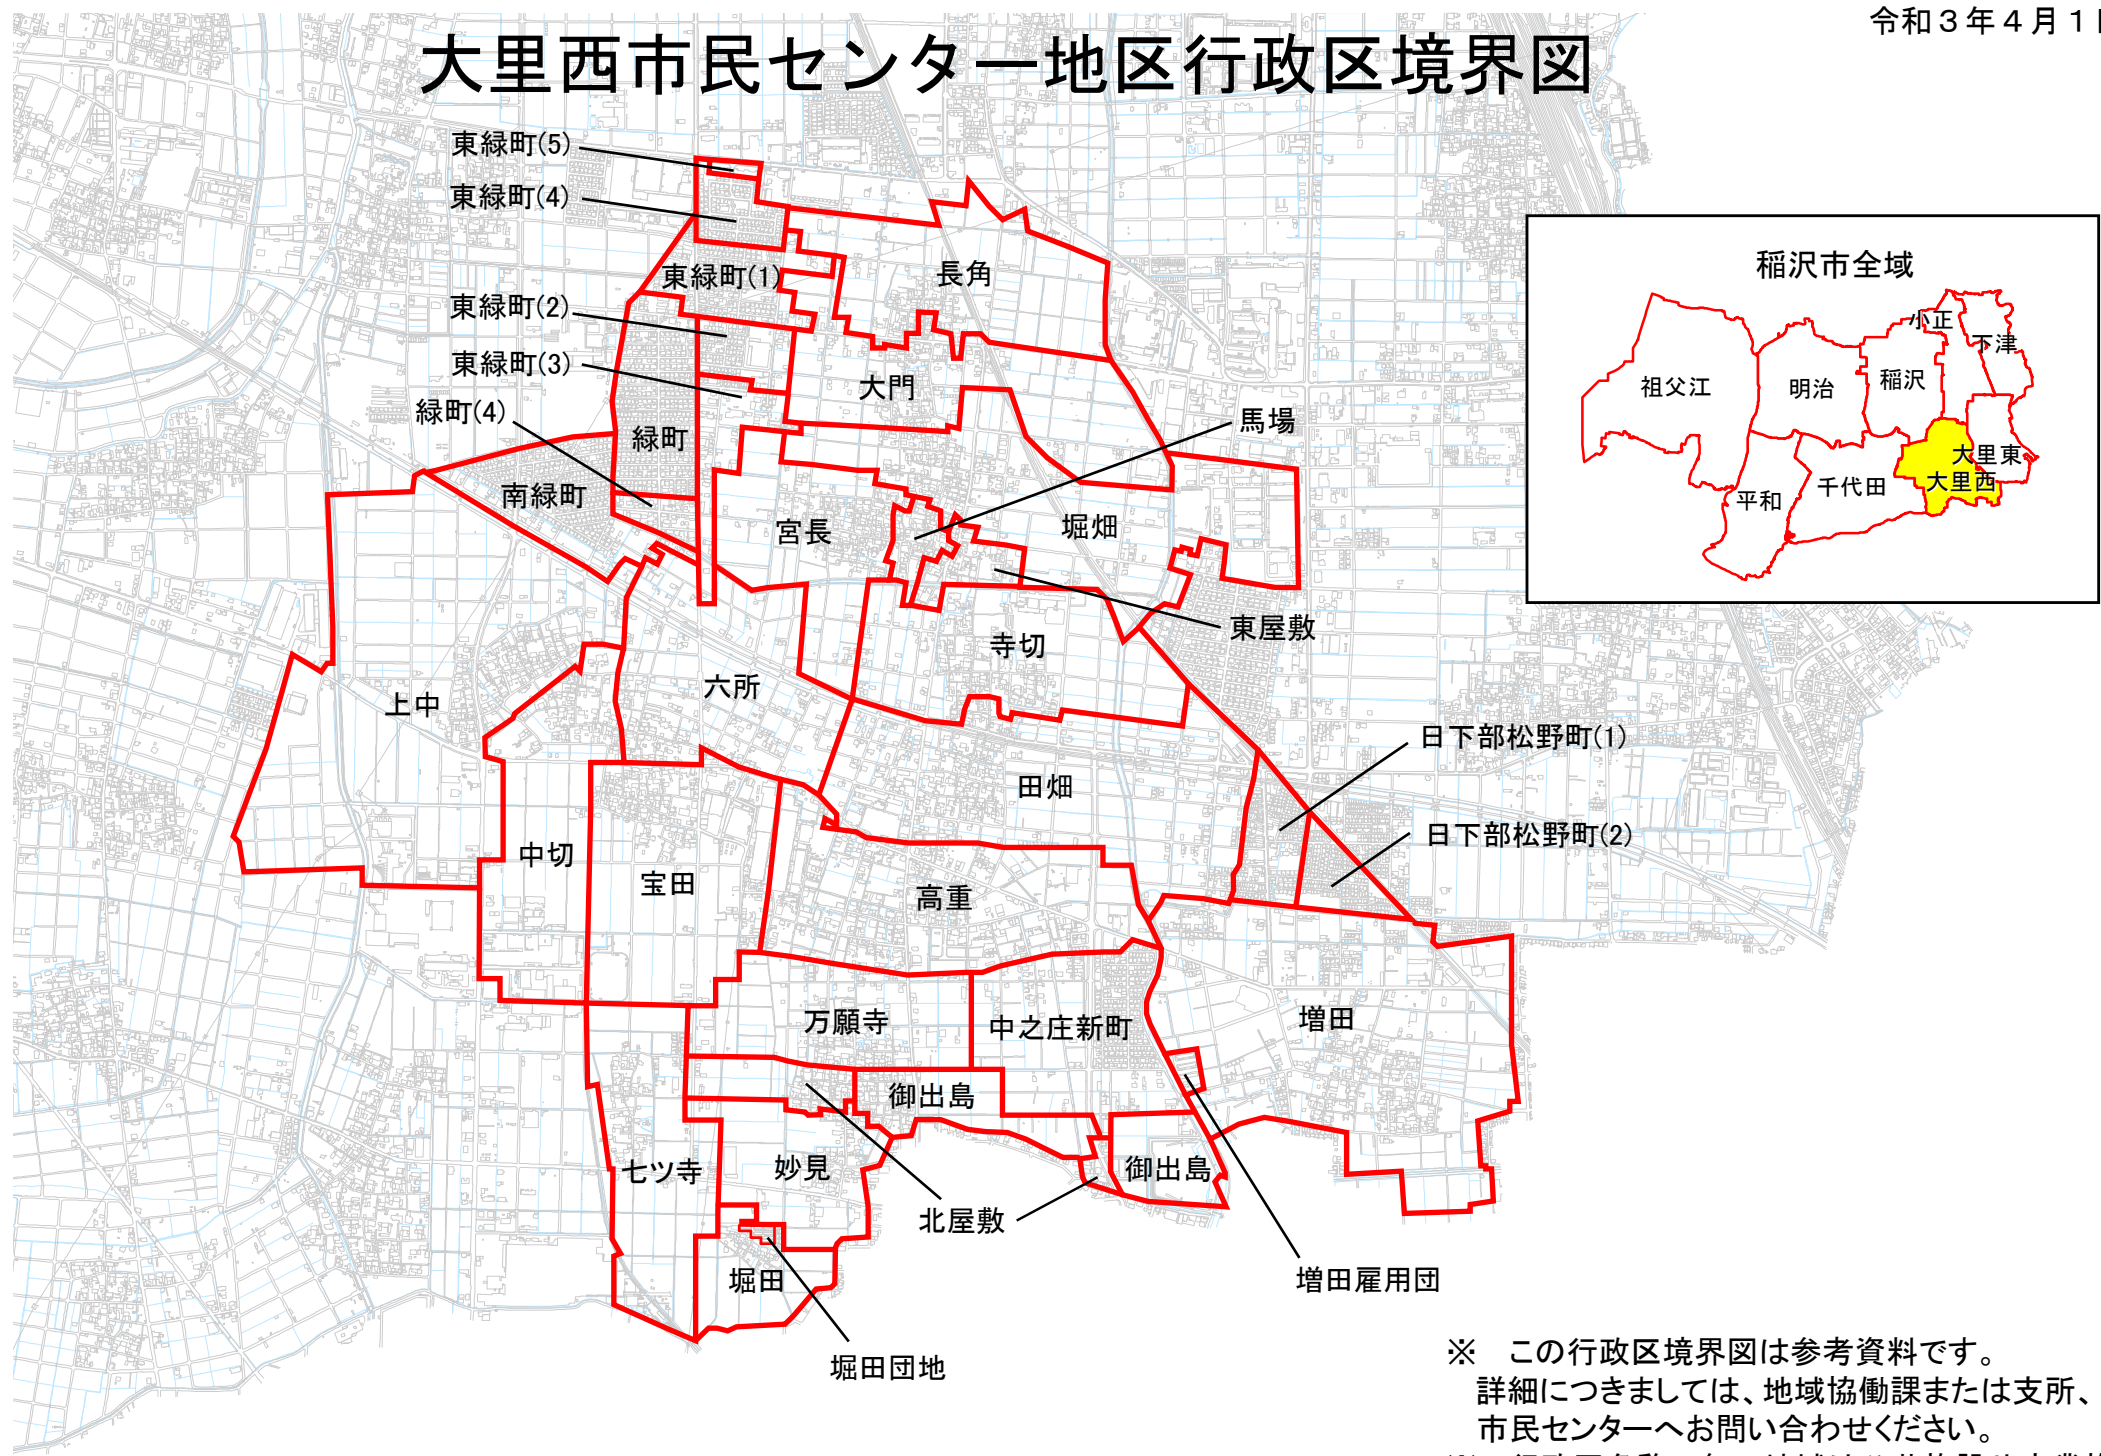 令和３年４月１日
大里西市民センター地区行政区境界図
東緑町(5)
東緑町(4)
東緑町(1)
東緑町(2)
東緑町(3)
緑町(4)
緑町
南緑町
長角
大門
馬場
宮長
堀畑
東屋敷
寺切
六所
上中
田畑
日下部松野町(1)
日下部松野町(2)
中切
宝田
高重
万願寺
中之庄新町
増田
御出島
七ツ寺
妙見
御出島
北屋敷
堀田
増田雇用団
堀田団地
稲沢市全域
小正
下津
祖父江
明治
稲沢
大里東
大里西
千代田
平和
※　この行政区境界図は参考資料です。
詳細につきましては、地域協働課または支所、
市民センターへお問い合わせください。